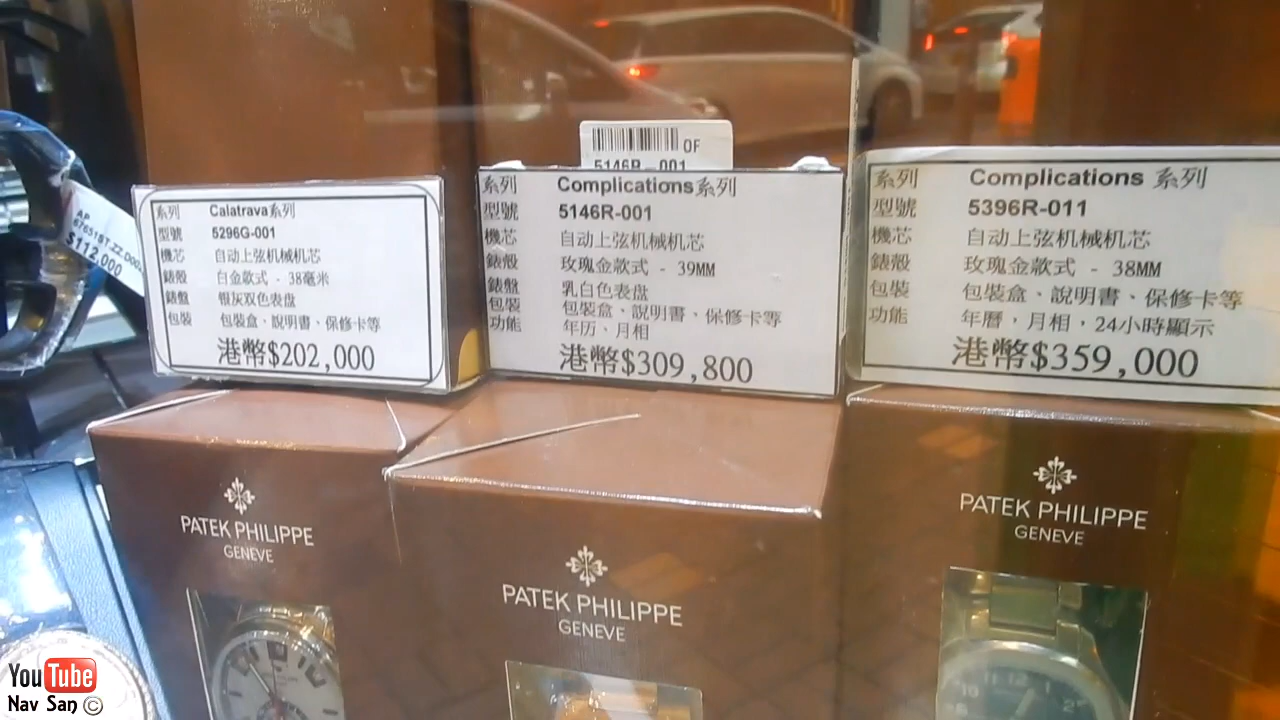 AP
67651ST.ZZ.
$112,000
系列 Calatrava系列
型號 5296G-001
機芯 自动上弦机械机芯
錶殼 白金款式 - 38毫米
錶盤 银灰双色表盘
包裝 包裝盒、說明書、保修卡等
港幣$202,000
OF
5146R-001
系列 Complications系列
型號 5146R-001
機芯 自动上弦机械机芯
錶殼 玫瑰金款式 - 39MM
錶盤 乳白色表盘
包裝 包裝盒、說明書、保修卡等
功能 年历、月相
港幣$309,800
系列 Complications 系列
型號 5396R-011
機芯 自动上弦机械机芯
錶殼 玫瑰金款式 - 38MM
包裝 包裝盒、說明書、保修卡等
功能 年曆，月相，24小時顯示
港幣$359,000
PATEK PHILIPPE
GENEVE
PATEK PHILIPPE
GENEVE
PATEK PHILIPPE
GENEVE
YouTube
Nav San ©